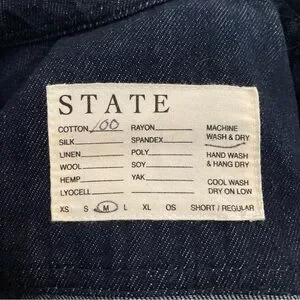 STATE
COTTON 100 RAYON MACHINE
SILK SPANDEX WASH & DRY
LINEN POLY HAND WASH
WOOL SOY & HANG DRY
HEMP YAK COOL WASH
LYOCELL DRY ON LOW
XS S M L XL OS SHORT / REGULAR